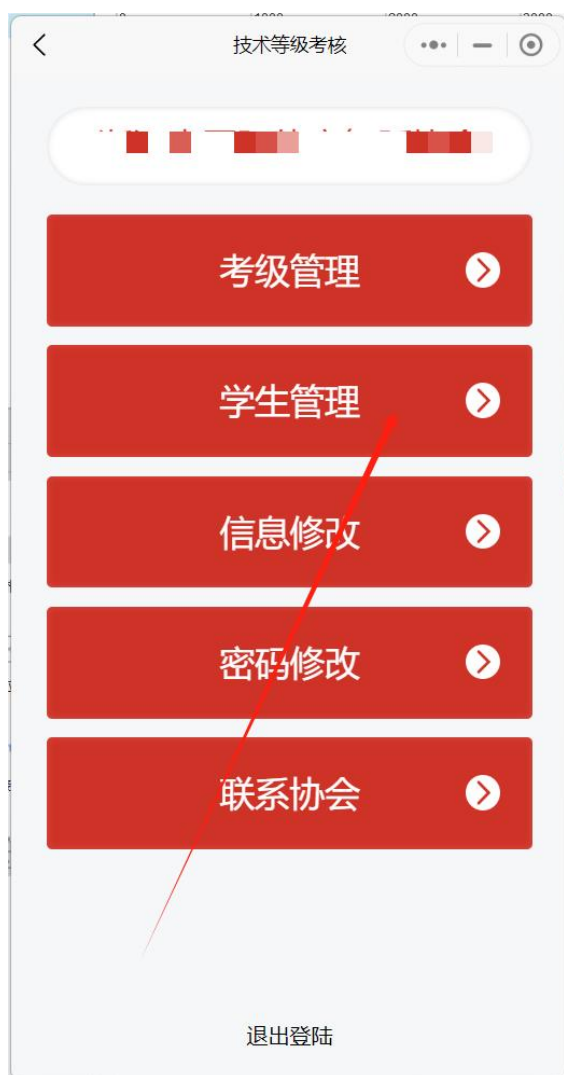 技术等级考核
考级管理
学生管理
信息修改
密码修改
联系协会
退出登陆